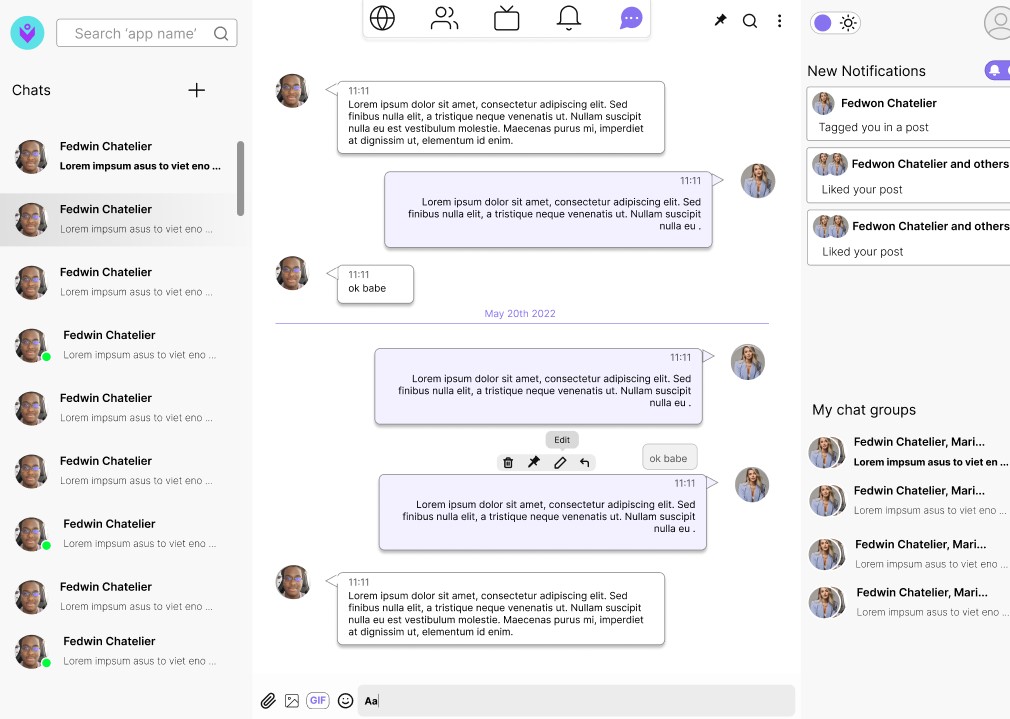 Search 'app name'
Chats
Fedwin Chatelier
Lorem impsum asus to viet eno ...
Fedwin Chatelier
Lorem impsum asus to viet eno ...
Fedwin Chatelier
Lorem impsum asus to viet eno ...
Fedwin Chatelier
Lorem impsum asus to viet eno ...
Fedwin Chatelier
Lorem impsum asus to viet eno ...
Fedwin Chatelier
Lorem impsum asus to viet eno ...
Fedwin Chatelier
Lorem impsum asus to viet eno ...
Fedwin Chatelier
Lorem impsum asus to viet eno ...
Fedwin Chatelier
Lorem impsum asus to viet eno ...
11:11
Lorem ipsum dolor sit amet, consectetur adipiscing elit. Sed
finibus nulla elit, a tristique neque venenatis ut. Nullam suscipit
nulla eu est vestibulum molestie. Maecenas purus mi, imperdiet
at dignissim ut, elementum id enim.
11:11
Lorem ipsum dolor sit amet, consectetur adipiscing elit. Sed
finibus nulla elit, a tristique neque venenatis ut. Nullam suscipit
nulla eu .
11:11
ok babe
May 20th 2022
11:11
Lorem ipsum dolor sit amet, consectetur adipiscing elit. Sed
finibus nulla elit, a tristique neque venenatis ut. Nullam suscipit
nulla eu .
Edit
ok babe
11:11
Lorem ipsum dolor sit amet, consectetur adipiscing elit. Sed
finibus nulla elit, a tristique neque venenatis ut. Nullam suscipit
nulla eu .
11:11
Lorem ipsum dolor sit amet, consectetur adipiscing elit. Sed
finibus nulla elit, a tristique neque venenatis ut. Nullam suscipit
nulla eu est vestibulum molestie. Maecenas purus mi, imperdiet
at dignissim ut, elementum id enim.
GIF
Aa
New Notifications
Fedwon Chatelier
Tagged you in a post
Fedwon Chatelier and others
Liked your post
Fedwon Chatelier and others
Liked your post
My chat groups
Fedwin Chatelier, Mari...
Lorem impsum asus to viet en ...
Fedwin Chatelier, Mari...
Lorem impsum asus to viet eno ...
Fedwin Chatelier, Mari...
Lorem impsum asus to viet eno ...
Fedwin Chatelier, Mari...
Lorem impsum asus to viet eno ...